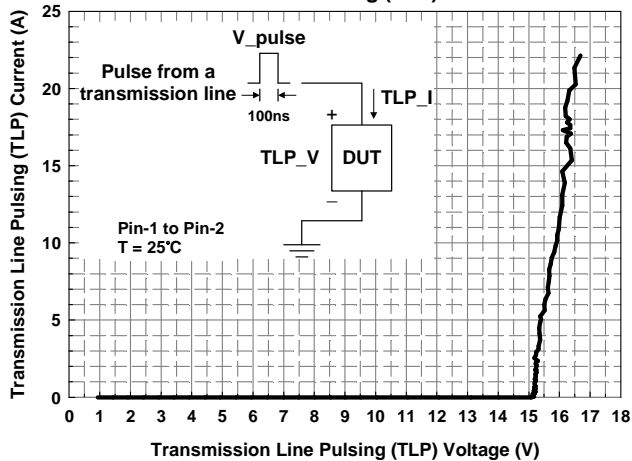 Transmission Line Pulsing (TLP) Current (A)
25
20
15
10
5
0
V_pulse
Pulse from a
transmission line
100ns
TLP_I
+
TLP_V
DUT
–
Pin-1 to Pin-2
T = 25°C
0 1 2 3 4 5 6 7 8 9 10 11 12 13 14 15 16 17 18
Transmission Line Pulsing (TLP) Voltage (V)